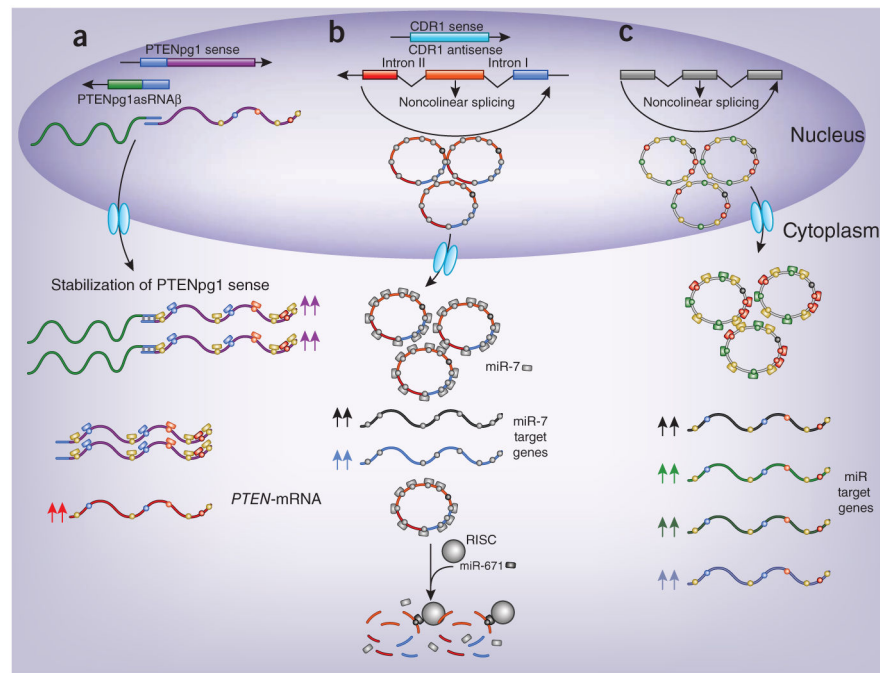 a
PTENpg1 sense
PTENpg1asRNAβ
Stabilization of PTENpg1 sense
PTEN-mRNA
b
CDR1 sense
CDR1 antisense
Intron II
Intron I
Noncolinear splicing
miR-7
miR-7
target
genes
RISC
miR-671
c
Noncolinear splicing
Nucleus
Cytoplasm
miR
target
genes